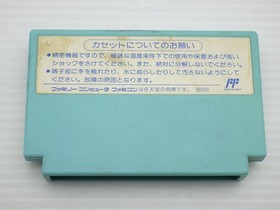 カセットについてのお願い
●精密機器ですので、極端な温度条件下での使用や保管および強い
ショックをさけてください。また、絶対に分解しないでください。
●端子部に手を触れたり、水にぬらしたりして汚さないようにして
ください。故障の原因となります。
ファミリーコンピュータ ファミコンは任天堂の商標です。